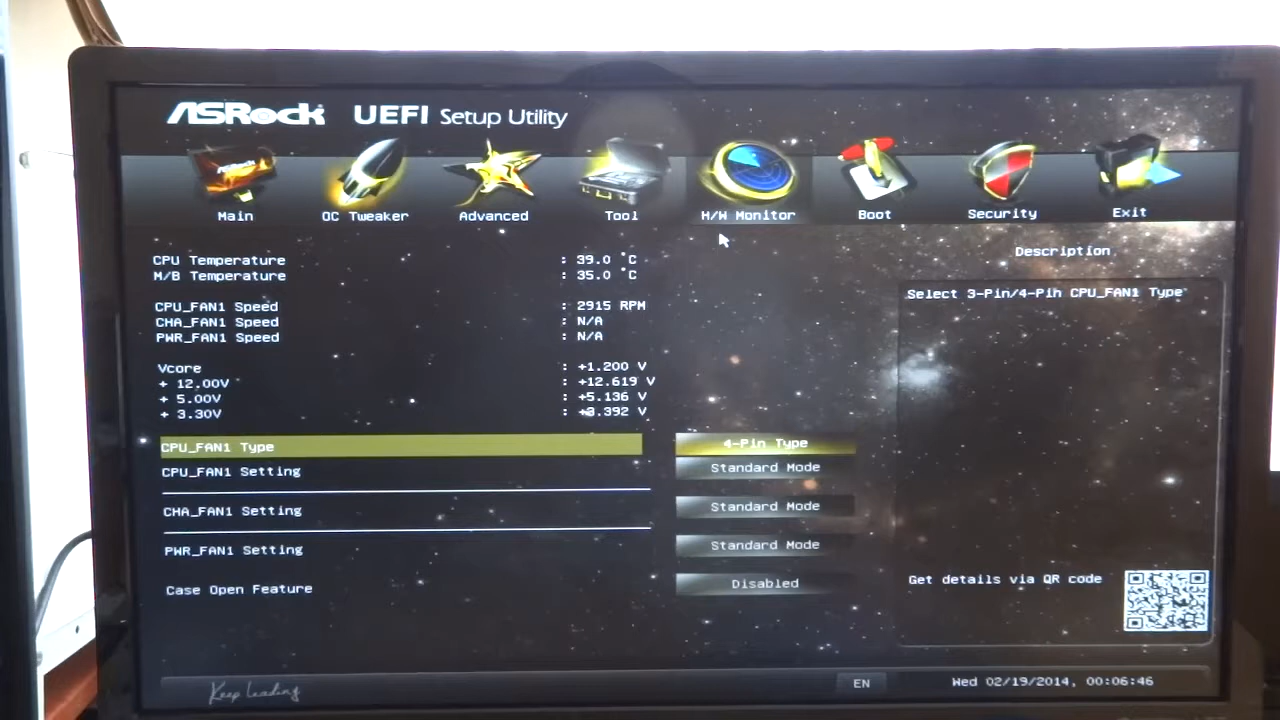 ASRock UEFI Setup Utility
Main OC Tweaker Advanced Tool H/W Monitor Boot Security Exit
Description
CPU Temperature : 39.0 °C
M/B Temperature : 35.0 °C
Select 3-Pin/4-Pin CPU_FAN1 Type
CPU_FAN1 Speed : 2915 RPM
CHA_FAN1 Speed : N/A
PWR_FAN1 Speed : N/A
Vcore : +1.200 V
+ 12.00V : +12.619 V
+ 5.00V : +5.136 V
+ 3.30V : +3.392 V
CPU_FAN1 Type 4-Pin Type
CPU_FAN1 Setting Standard Mode
CHA_FAN1 Setting Standard Mode
PWR_FAN1 Setting Standard Mode
Case Open Feature Disabled
Get details via QR code
Keep Leading
EN Wed 02/19/2014, 00:06:46